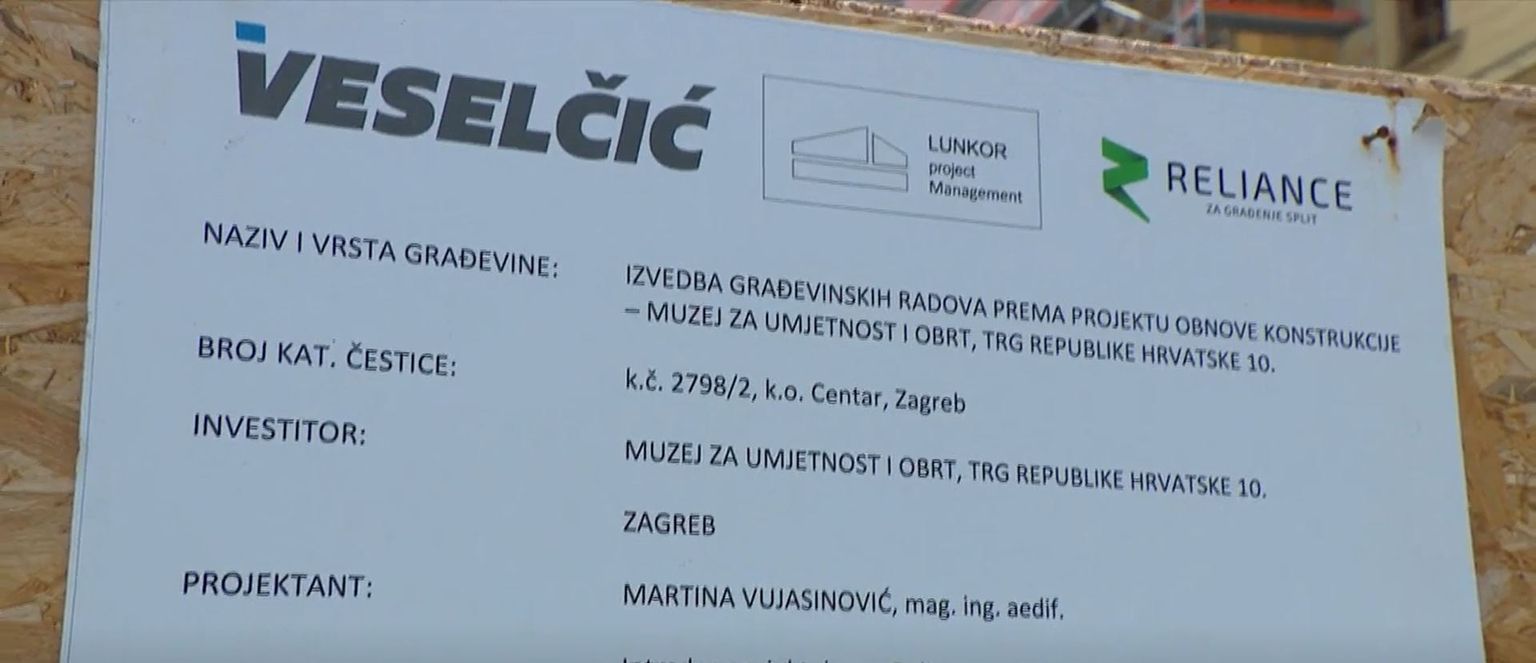 VESELČIĆ
LUNKOR
project
Management
RELIANCE
ZA GRAĐENJE SPLIT
NAZIV I VRSTA GRAĐEVINE:
IZVEDBA GRAĐEVINSKIH RADOVA PREMA PROJEKTU OBNOVE KONSTRUKCIJE
– MUZEJ ZA UMJETNOST I OBRT, TRG REPUBLIKE HRVATSKE 10.
BROJ KAT. ČESTICE:
k.č. 2798/2, k.o. Centar, Zagreb
INVESTITOR:
MUZEJ ZA UMJETNOST I OBRT, TRG REPUBLIKE HRVATSKE 10.
ZAGREB
PROJEKTANT:
MARTINA VUJASINOVIĆ, mag. ing. aedif.